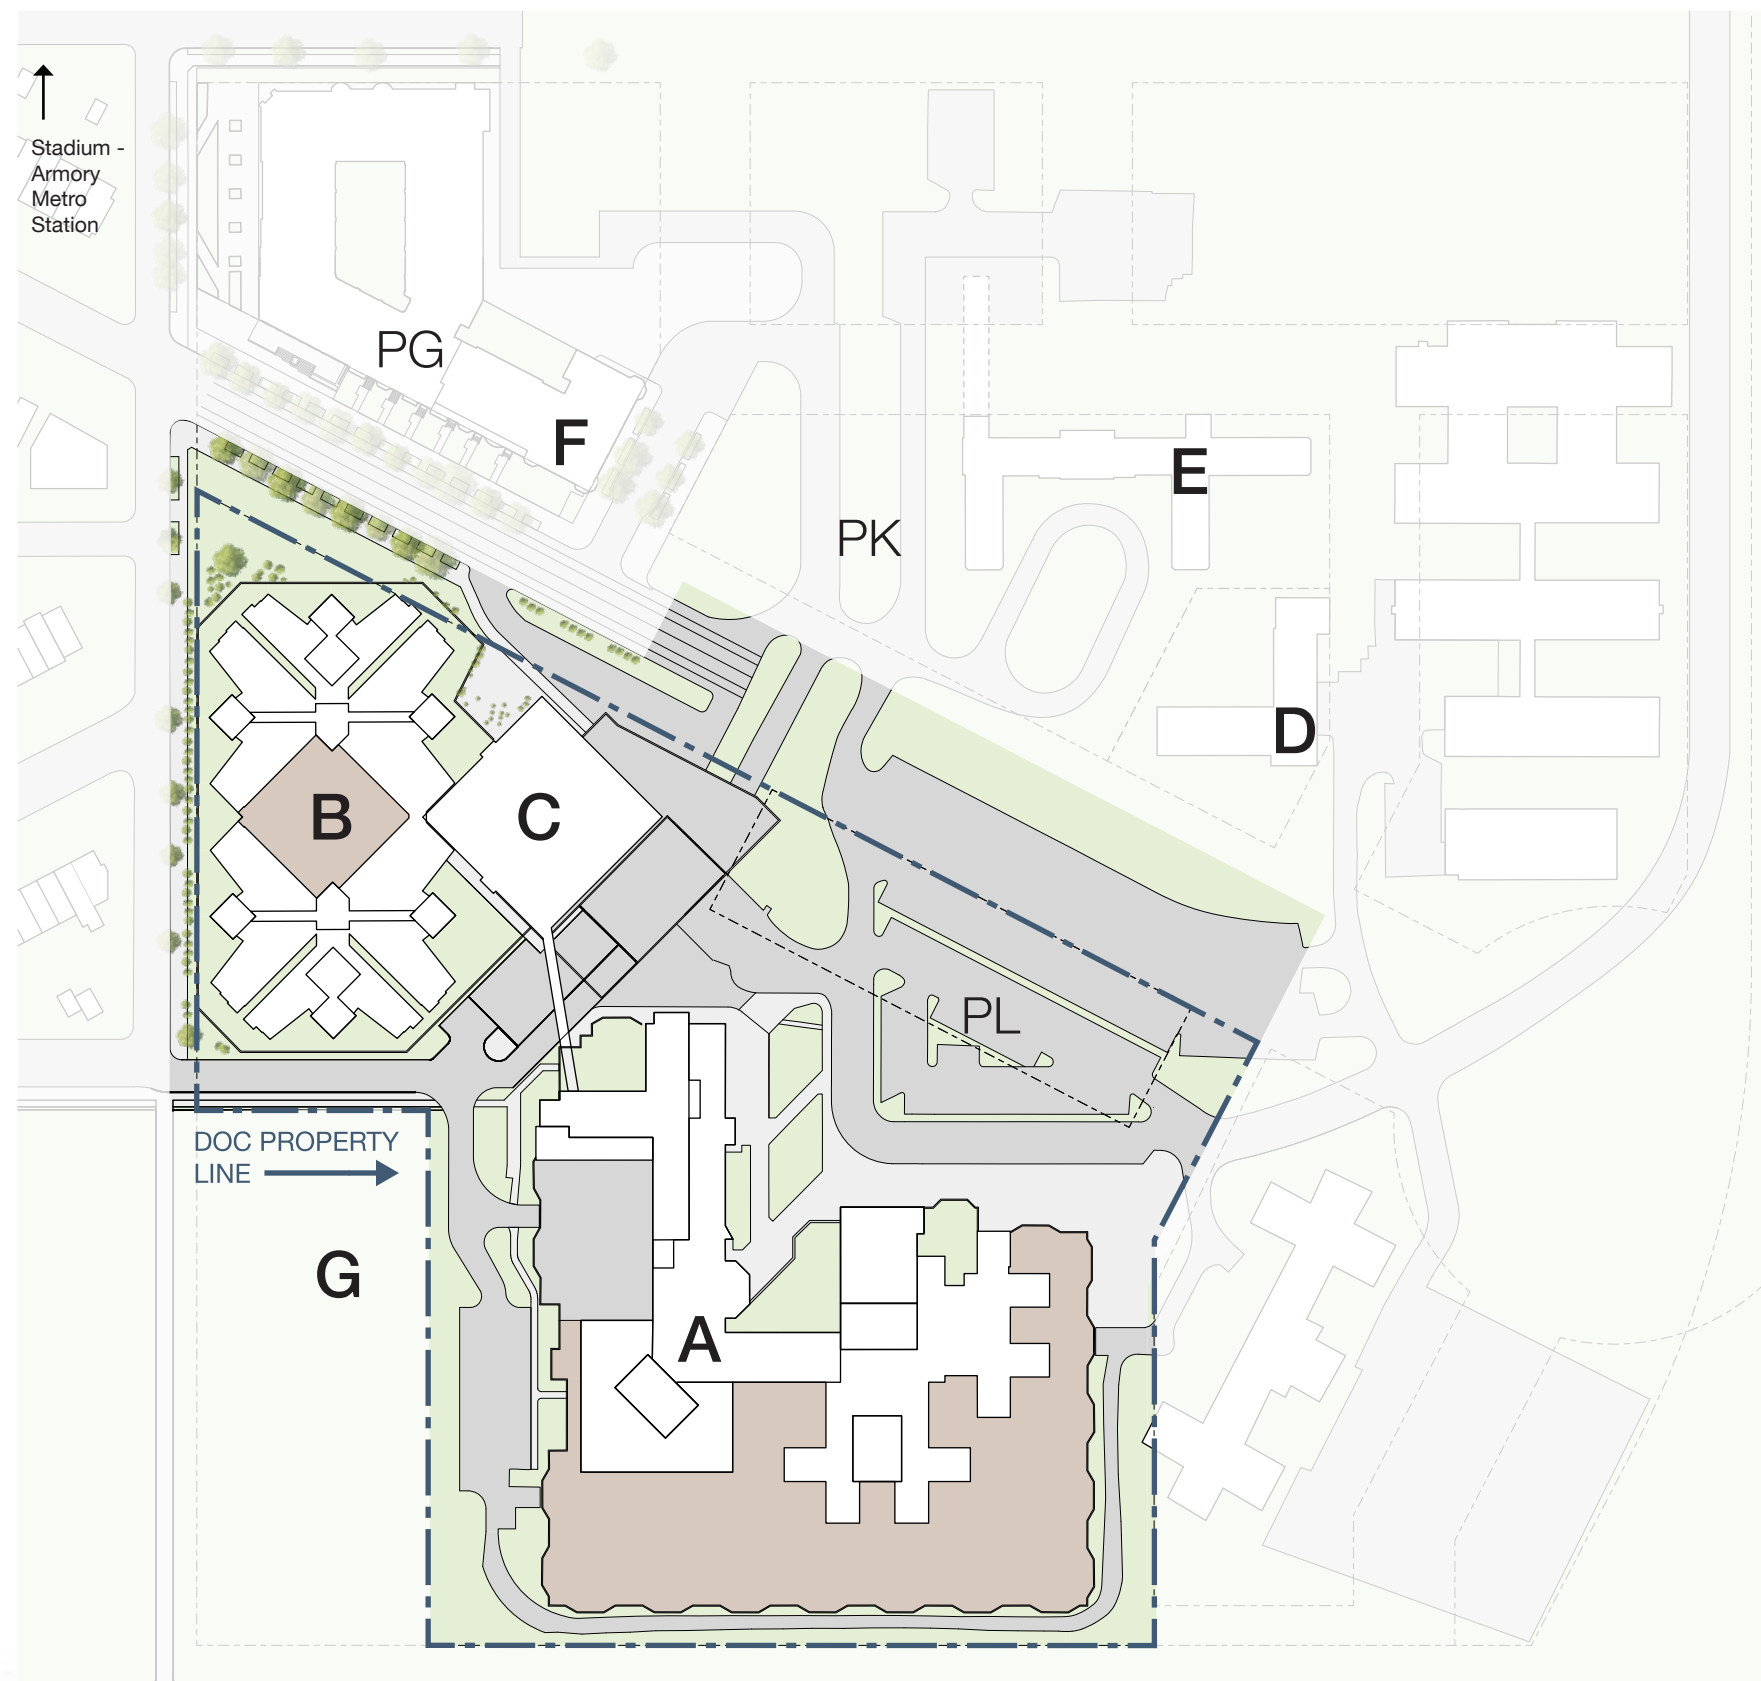 Stadium -
Armory
Metro
Station
PG
F
E
PK
D
B
C
PL
DOC PROPERTY
LINE
G
A